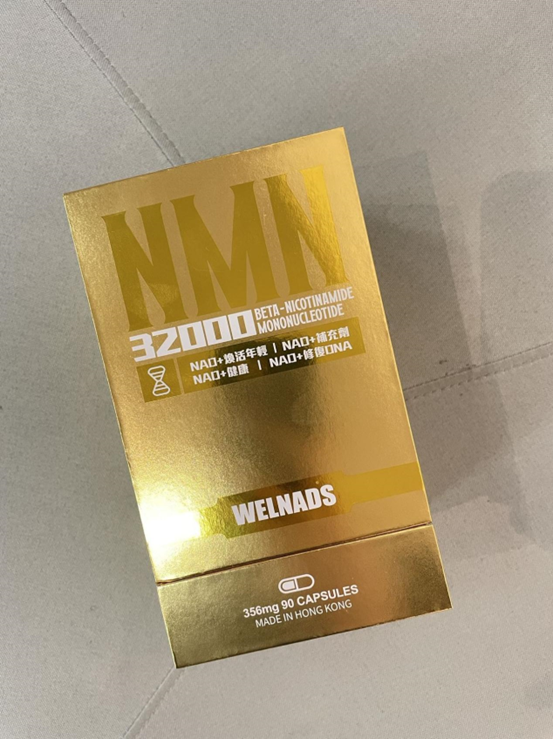 NMN
32000
BETA-NICOTINAMIDE
MONONUCLEOTIDE
NAD+煥活年輕 | NAD+補充劑
NAD+健康 | NAD+修復DNA
WELNADS
356mg 90 CAPSULES
MADE IN HONG KONG